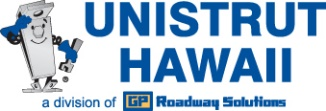 UNISTRUT
HAWAII
a division of GP Roadway Solutions